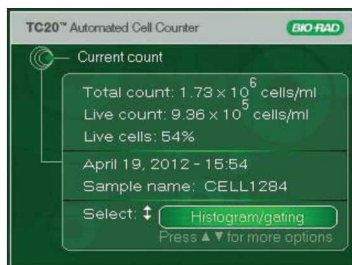 TC20™ Automated Cell Counter BIO-RAD
Current count
Total count: 1.73 x 10⁶ cells/ml
Live count: 9.36 x 10⁵ cells/ml
Live cells: 54%
April 19, 2012 - 15:54
Sample name: CELL1284
Select: ↕ Histogram/gating
Press ▲▼ for more options